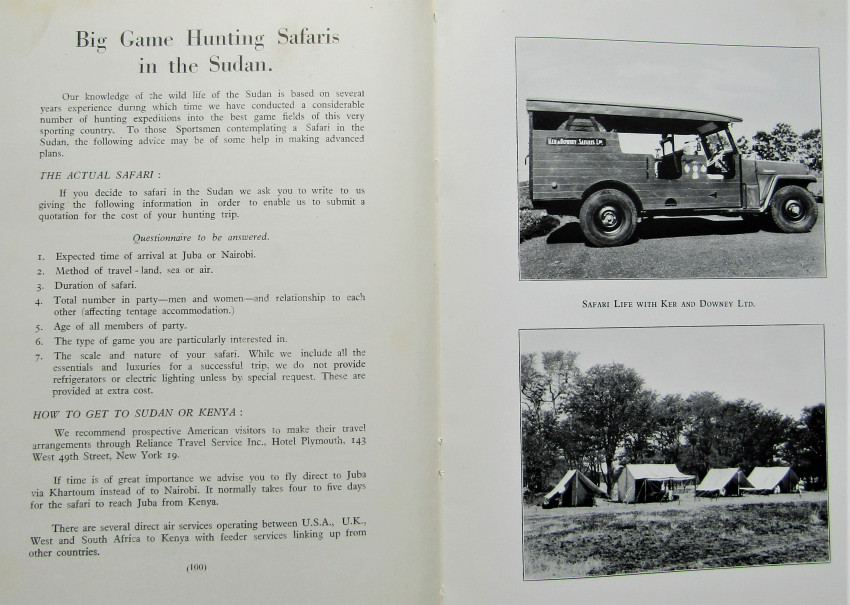 Big Game Hunting Safaris
in the Sudan.
Our knowledge of the wild life of the Sudan is based on several
years experience during which time we have conducted a considerable
number of hunting expeditions into the best game fields of this very
sporting country. To those Sportsmen contemplating a Safari in the
Sudan, the following advice may be of some help in making advanced
plans.
THE ACTUAL SAFARI :
If you decide to safari in the Sudan we ask you to write to us
giving the following information in order to enable us to submit a
quotation for the cost of your hunting trip.
Questionnaire to be answered.
1. Expected time of arrival at Juba or Nairobi.
2. Method of travel - land, sea or air.
3. Duration of safari.
4. Total number in party—men and women—and relationship to each
other (affecting tentage accommodation.)
5. Age of all members of party.
6. The type of game you are particularly interested in.
7. The scale and nature of your safari. While we include all the
essentials and luxuries for a successful trip, we do not provide
refrigerators or electric lighting unless by special request. These are
provided at extra cost.
HOW TO GET TO SUDAN OR KENYA :
We recommend prospective American visitors to make their travel
arrangements through Reliance Travel Service Inc., Hotel Plymouth, 143
West 49th Street, New York 19.
If time is of great importance we advise you to fly direct to Juba
via Khartoum instead of to Nairobi. It normally takes four to five days
for the safari to reach Juba from Kenya.
There are several direct air services operating between U.S.A., U.K.,
West and South Africa to Kenya with feeder services linking up from
other countries.
(100)
KER & DOWNEY SAFARIS LTD.
SAFARI LIFE WITH KER AND DOWNEY LTD.